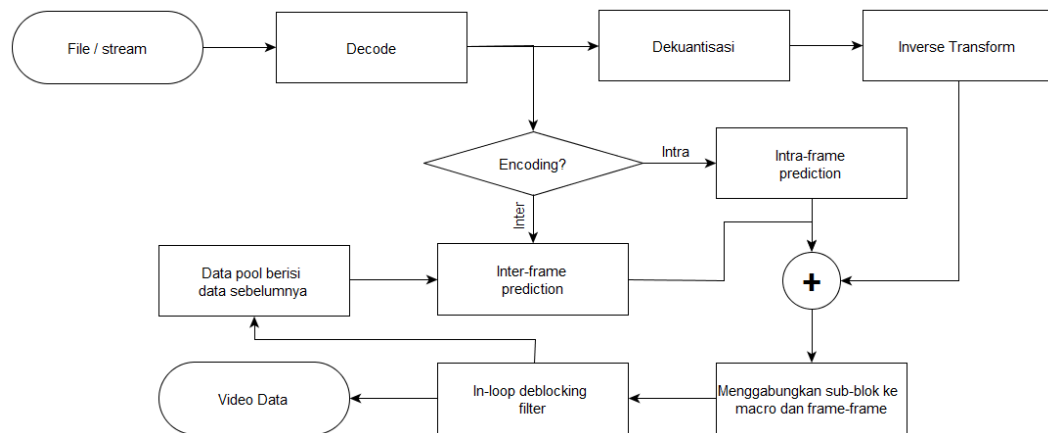 File / stream
Decode
Dekuantisasi
Inverse Transform
Encoding?
Intra
Intra-frame
prediction
Inter
Data pool berisi
data sebelumnya
Inter-frame
prediction
+
Video Data
In-loop deblocking
filter
Menggabungkan sub-blok ke
macro dan frame-frame